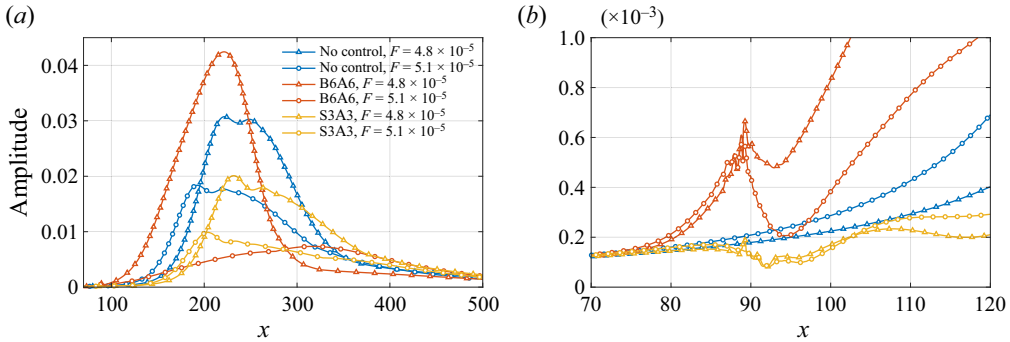 (a)
Amplitude
0.04
0.03
0.02
0.01
0
100 200 300 400 500
x
No control, F = 4.8 × 10⁻⁵
No control, F = 5.1 × 10⁻⁵
B6A6, F = 4.8 × 10⁻⁵
B6A6, F = 5.1 × 10⁻⁵
S3A3, F = 4.8 × 10⁻⁵
S3A3, F = 5.1 × 10⁻⁵
(b) (×10⁻³)
1.0
0.8
0.6
0.4
0.2
0
70 80 90 100 110 120
x